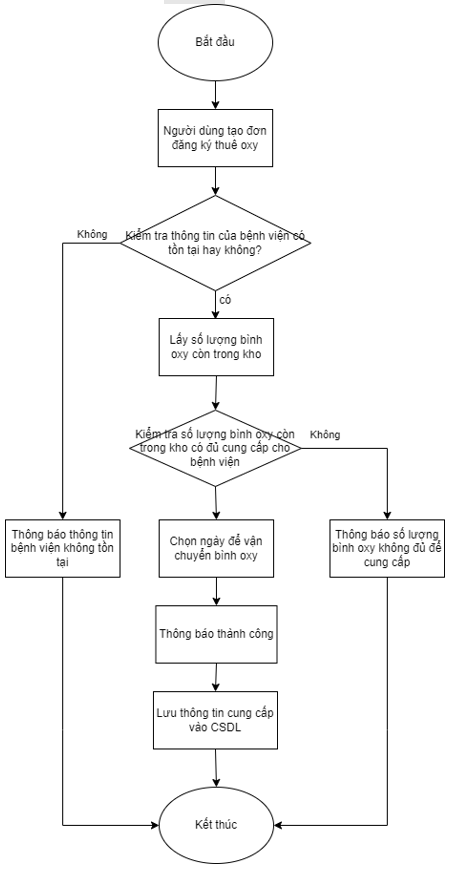 Bắt đầu
Người dùng tạo đơn
đăng ký thuê oxy
Kiểm tra thông tin của bệnh viện có
tồn tại hay không?
Không
có
Lấy số lượng bình
oxy còn trong kho
Kiểm tra số lượng bình oxy còn
trong kho có đủ cung cấp cho
bệnh viện
Không
Thông báo thông tin
bệnh viện không tồn
tại
Chọn ngày để vận
chuyển bình oxy
Thông báo số lượng
bình oxy không đủ để
cung cấp
Thông báo thành công
Lưu thông tin cung cấp
vào CSDL
Kết thúc